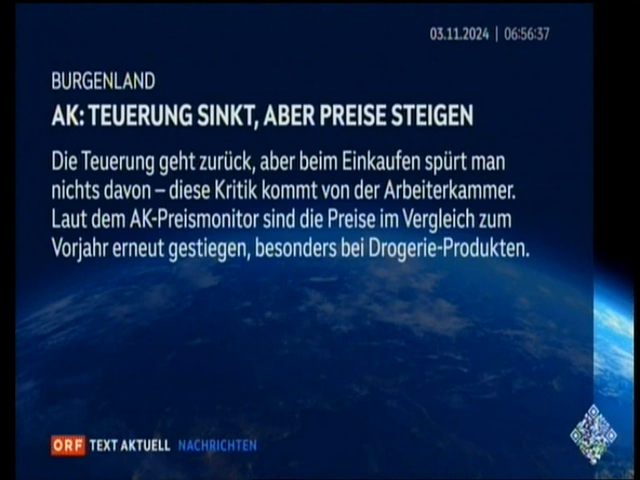 03.11.2024 | 06:56:37
BURGENLAND
AK: TEUERUNG SINKT, ABER PREISE STEIGEN
Die Teuerung geht zurück, aber beim Einkaufen spürt man
nichts davon – diese Kritik kommt von der Arbeiterkammer.
Laut dem AK-Preismonitor sind die Preise im Vergleich zum
Vorjahr erneut gestiegen, besonders bei Drogerie-Produkten.
ORF TEXT AKTUELL NACHRICHTEN